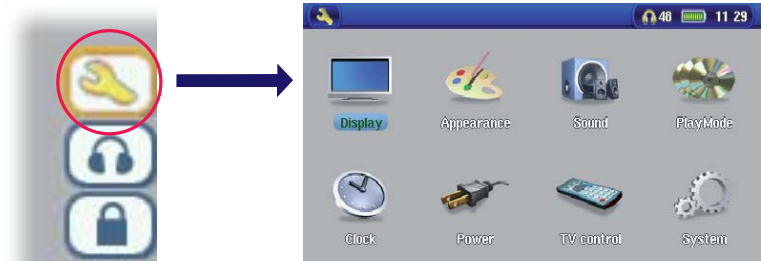 48 11 29
Display Appearance Sound PlayMode
Clock Power TV control System